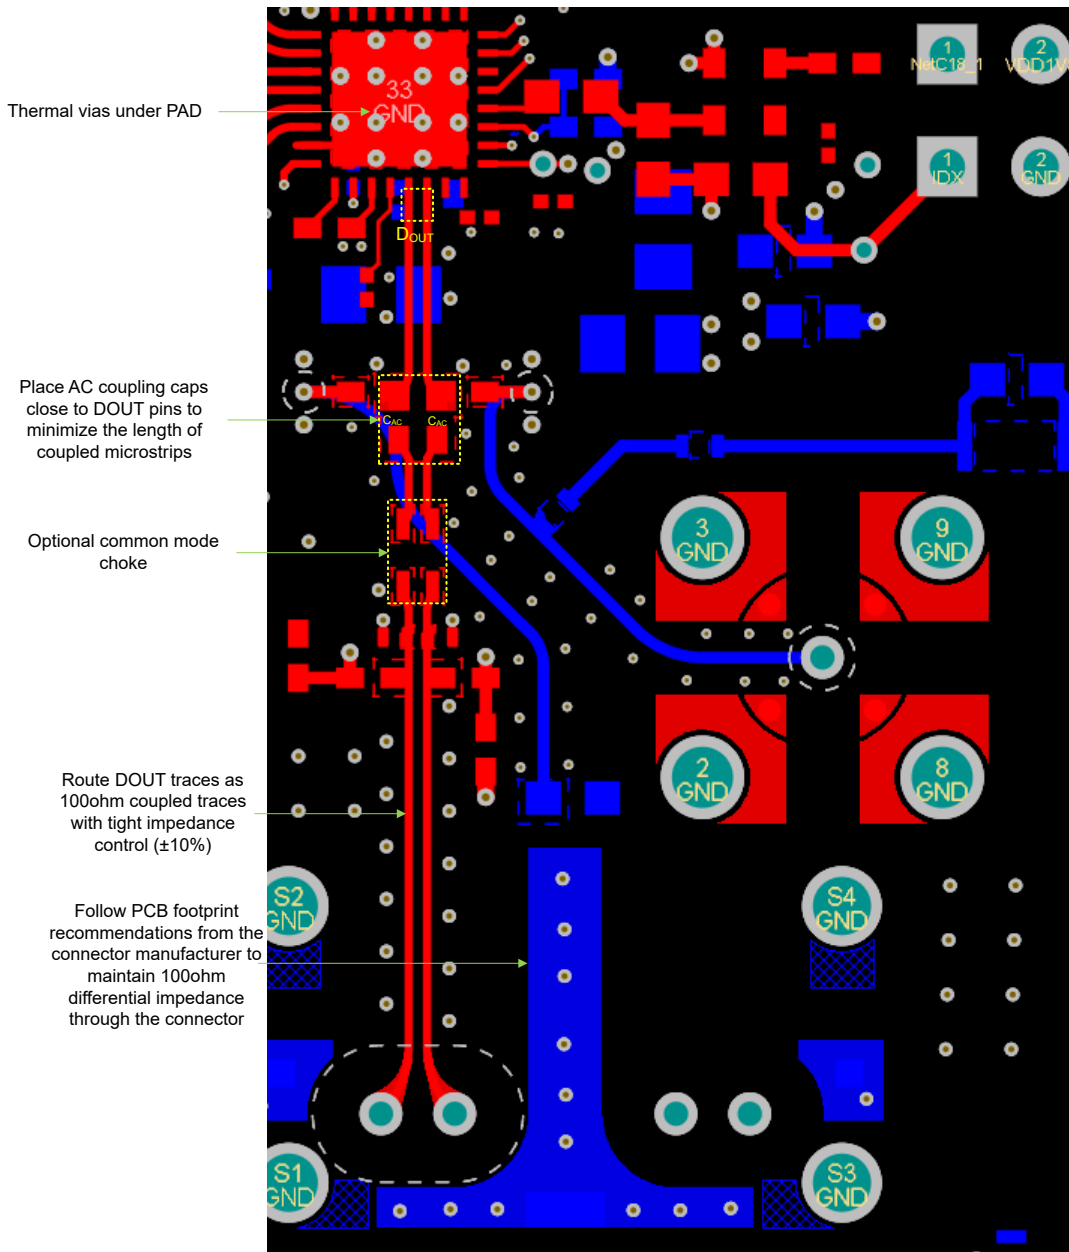 Thermal vias under PAD
33
GND
1
NetC18_1
2
1
IDX
2
GND
DOUT
Place AC coupling caps
close to DOUT pins to
minimize the length of
coupled microstrips
CAC
CAC
Optional common mode
choke
3
GND
9
GND
2
GND
8
GND
Route DOUT traces as
100ohm coupled traces
with tight impedance
control (±10%)
Follow PCB footprint
recommendations from the
connector manufacturer to
maintain 100ohm
differential impedance
through the connector
S2
GND
S4
GND
S1
GND
S3
GND